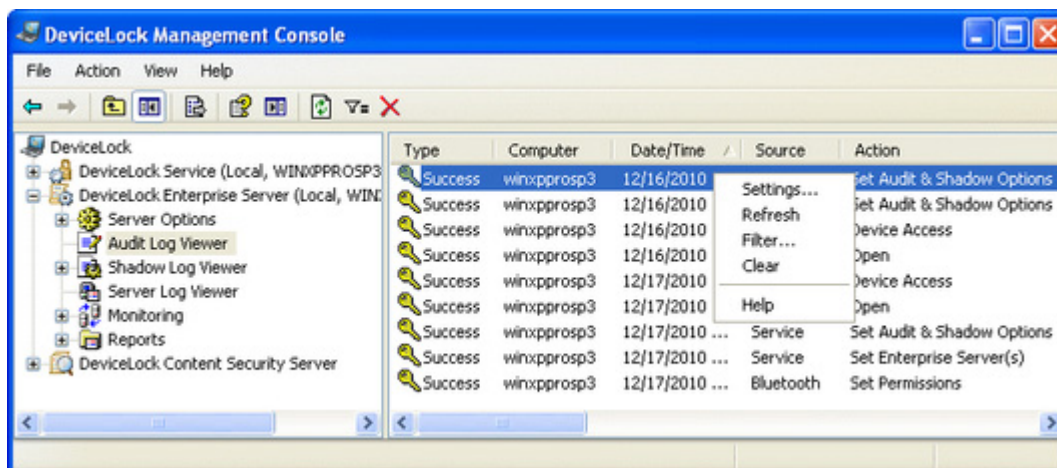 DeviceLock Management Console
File Action View Help
DeviceLock
DeviceLock Service (Local, WINXPPROSP3
DeviceLock Enterprise Server (Local, WIN
Server Options
Audit Log Viewer
Shadow Log Viewer
Server Log Viewer
Monitoring
Reports
DeviceLock Content Security Server
Type Computer Date/Time Source Action
Success winxpprosp3 12/16/2010 Set Audit & Shadow Options
Success winxpprosp3 12/16/2010 Set Audit & Shadow Options
Success winxpprosp3 12/16/2010 Device Access
Success winxpprosp3 12/16/2010 Open
Success winxpprosp3 12/17/2010 Device Access
Success winxpprosp3 12/17/2010 Open
Success winxpprosp3 12/17/2010 ... Service Set Audit & Shadow Options
Success winxpprosp3 12/17/2010 ... Service Set Enterprise Server(s)
Success winxpprosp3 12/17/2010 ... Bluetooth Set Permissions
Settings...
Refresh
Filter...
Clear
Help